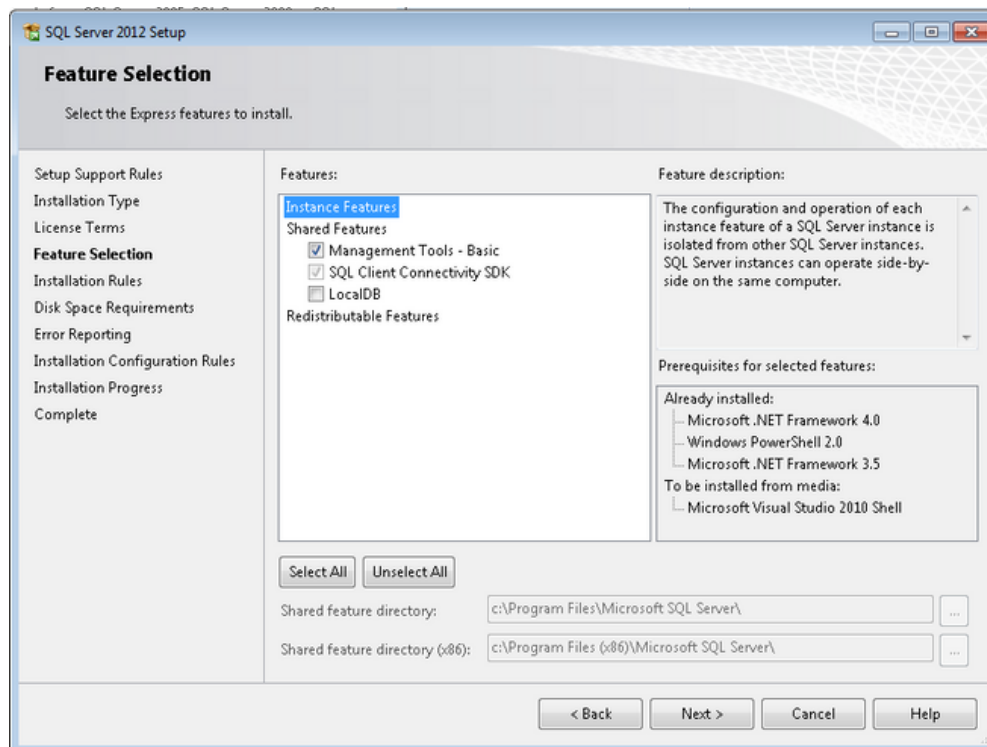 SQL Server 2012 Setup
Feature Selection
Select the Express features to install.
Setup Support Rules
Installation Type
License Terms
Feature Selection
Installation Rules
Disk Space Requirements
Error Reporting
Installation Configuration Rules
Installation Progress
Complete
Features:
Instance Features
Shared Features
Management Tools - Basic
SQL Client Connectivity SDK
LocalDB
Redistributable Features
Feature description:
The configuration and operation of each
instance feature of a SQL Server instance is
isolated from other SQL Server instances.
SQL Server instances can operate side-by-
side on the same computer.
Prerequisites for selected features:
Already installed:
Microsoft .NET Framework 4.0
Windows PowerShell 2.0
Microsoft .NET Framework 3.5
To be installed from media:
Microsoft Visual Studio 2010 Shell
Select All
Unselect All
Shared feature directory:
c:\Program Files\Microsoft SQL Server\
...
Shared feature directory (x86):
c:\Program Files (x86)\Microsoft SQL Server\
...
< Back
Next >
Cancel
Help